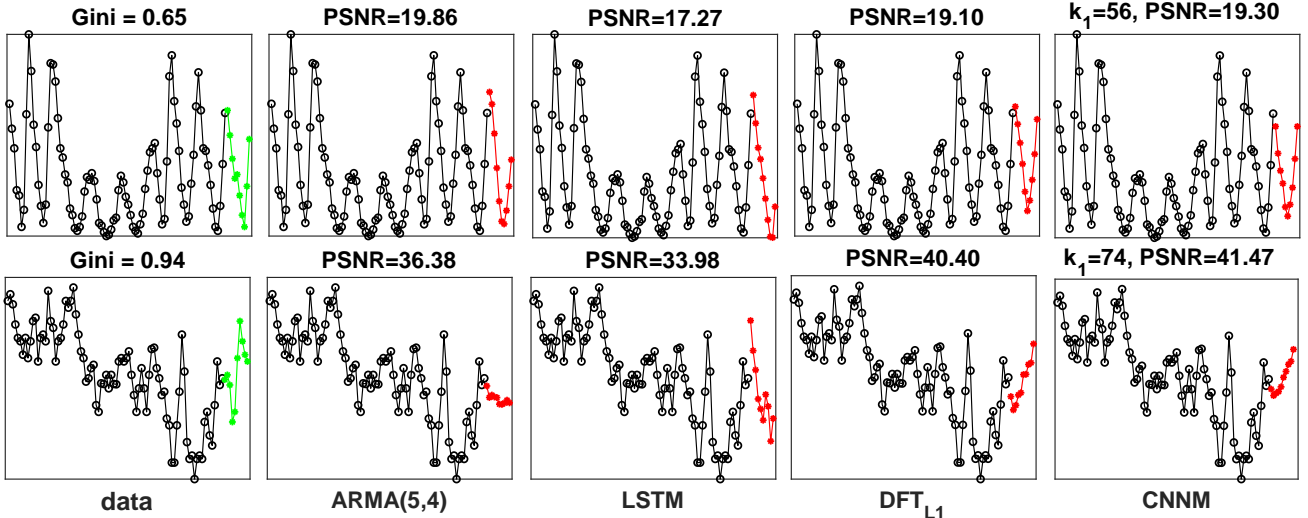 Gini = 0.65
PSNR=19.86
PSNR=17.27
PSNR=19.10
k₁=56, PSNR=19.30
Gini = 0.94
PSNR=36.38
PSNR=33.98
PSNR=40.40
k₁=74, PSNR=41.47
data
ARMA(5,4)
LSTM
DFT_L1
CNNM